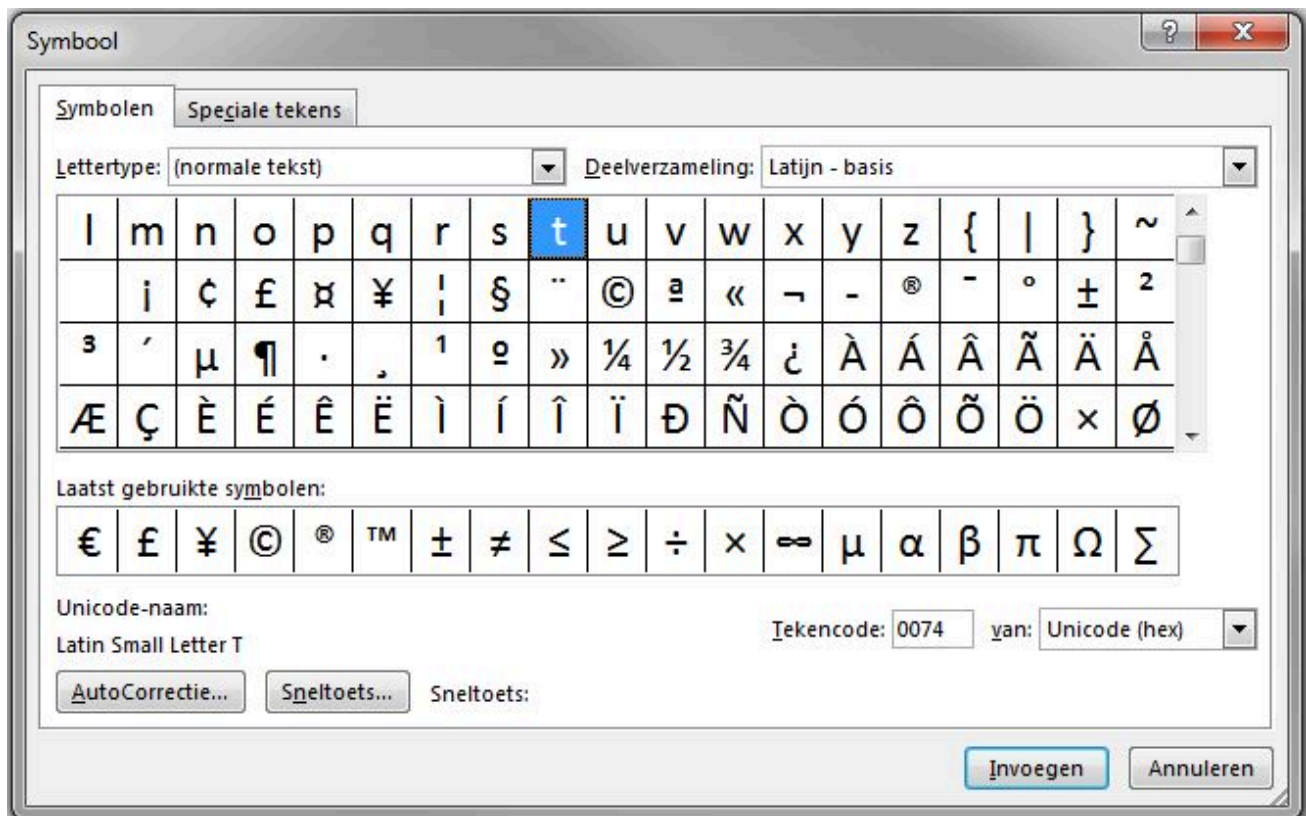 Symbool
Symbolen Speciale tekens
Lettertype: (normale tekst) Deelverzameling: Latijn - basis
l m n o p q r s t u v w x y z { | } ~
¡ ¢ £ ¤ ¥ ¦ § ¨ © ª « ¬ - ® ¯ ° ± ²
³ ´ µ ¶ · ¸ ¹ º » ¼ ½ ¾ ¿ À Á Â Ã Ä Å
Æ Ç È É Ê Ë Ì Í Î Ï Ð Ñ Ò Ó Ô Õ Ö × Ø
Laatst gebruikte symbolen:
€ £ ¥ © ® ™ ± ≠ ≤ ≥ ÷ × ∞ µ α β π Ω ∑
Unicode-naam:
Latin Small Letter T
Tekencode: 0074 van: Unicode (hex)
AutoCorrectie... Sneltoets... Sneltoets:
Invoegen Annuleren